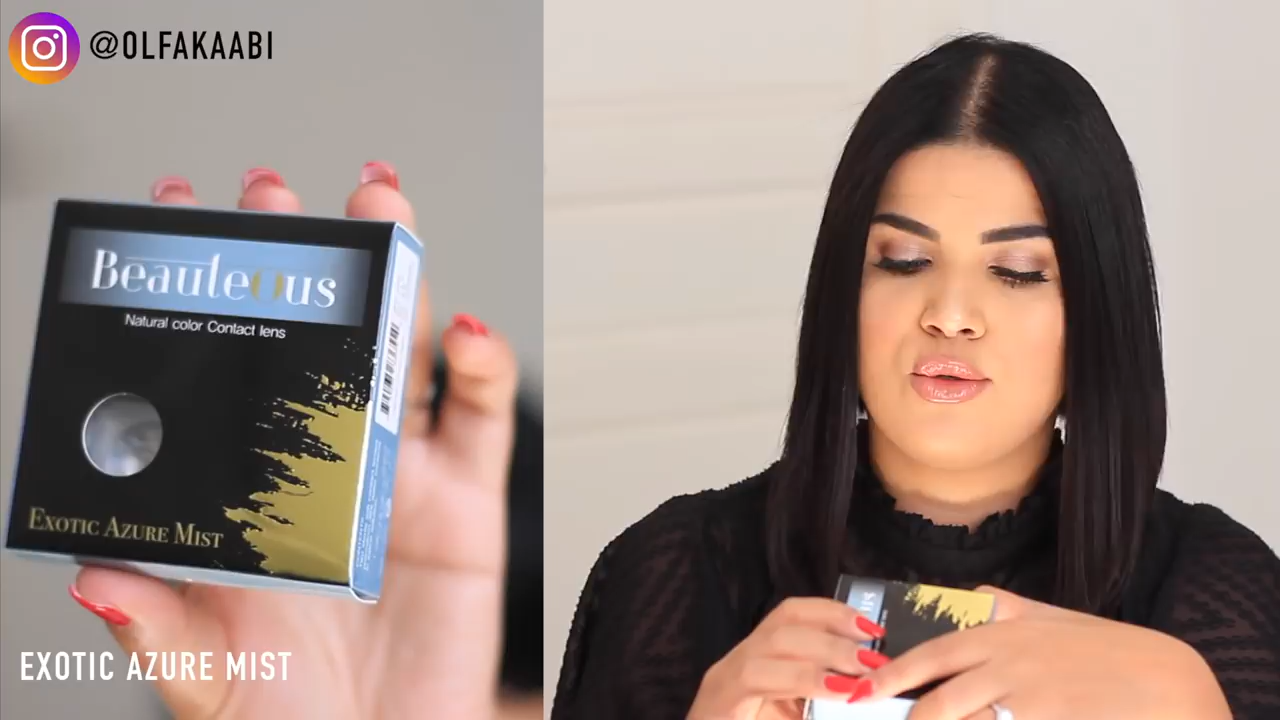 @OLFAKAABI
Beauteous
Natural color Contact lens
EXOTIC AZURE MIST
EXOTIC AZURE MIST